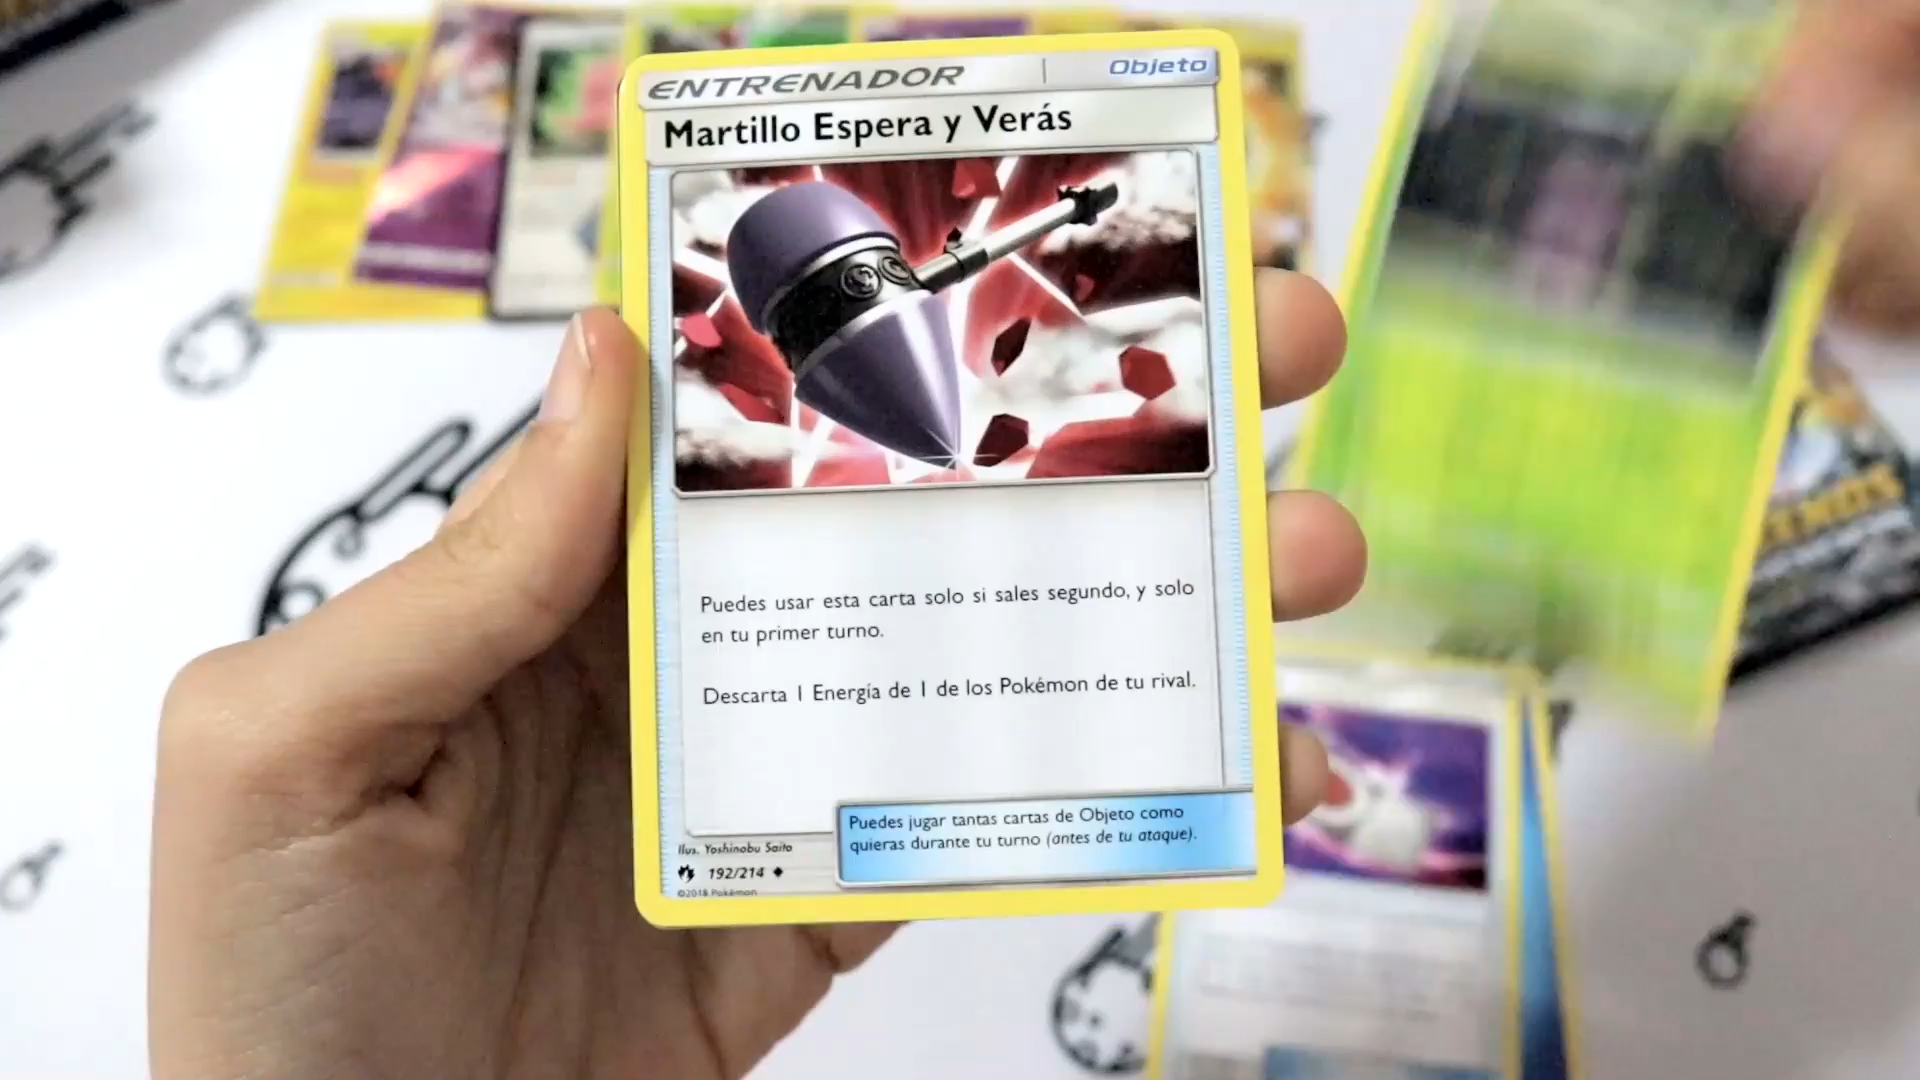 ENTRENADOR
Objeto
Martillo Espera y Verás
Puedes usar esta carta solo si sales segundo, y solo
en tu primer turno.
Descarta 1 Energía de 1 de los Pokémon de tu rival.
Puedes jugar tantas cartas de Objeto como
quieras durante tu turno (antes de tu ataque).
Ilus. Yoshinobu Saito
192/214
©2018 Pokémon